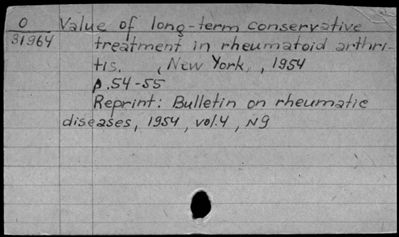 O Value of long-term conservative
31964 treatment in rheumatoid arthri-
tis. , New York, , 1954
p.54-55
Reprint: Bulletin on rheumatic
diseases, 1954, vol.4, N9